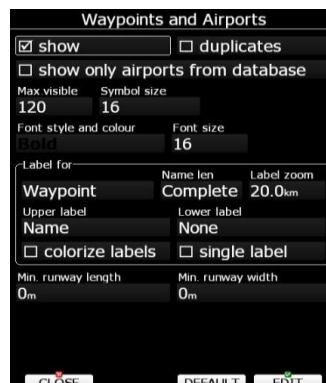 Waypoints and Airports
show duplicates
show only airports from database
Max visible Symbol size
120 16
Font style and colour Font size
Bold 16
Label for
Name len Label zoom
Waypoint Complete 20.0km
Upper label Lower label
Name None
colorize labels single label
Min. runway length Min. runway width
0m 0m
CLOSE DEFAULT EDIT